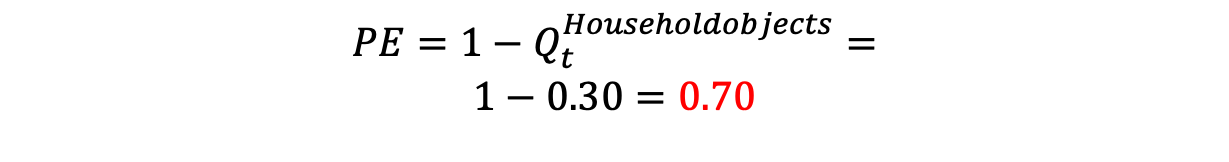 PE = 1 − Q_t^{Householdobjects} =
1 − 0.30 = 0.70